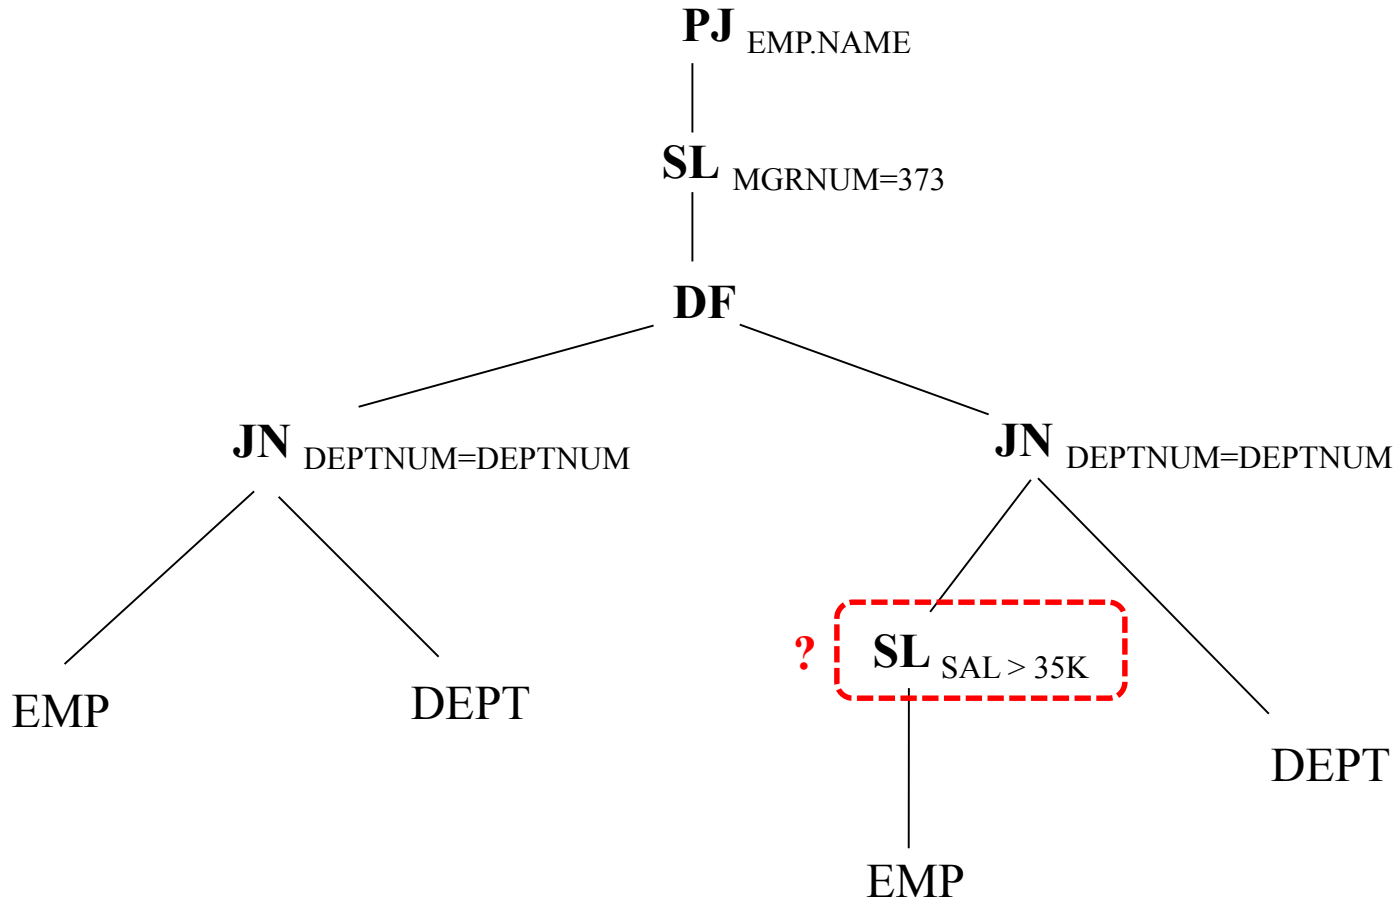 PJ EMP.NAME
SL MGRNUM=373
DF
JN DEPTNUM=DEPTNUM
JN DEPTNUM=DEPTNUM
? SL SAL > 35K
EMP
DEPT
DEPT
EMP